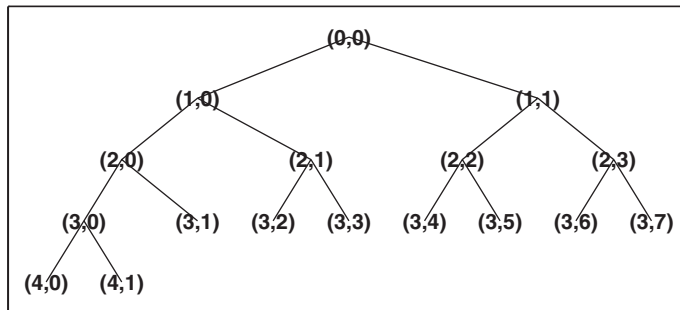 (0,0)
(1,0) (1,1)
(2,0) (2,1) (2,2) (2,3)
(3,0) (3,1) (3,2) (3,3) (3,4) (3,5) (3,6) (3,7)
(4,0) (4,1)